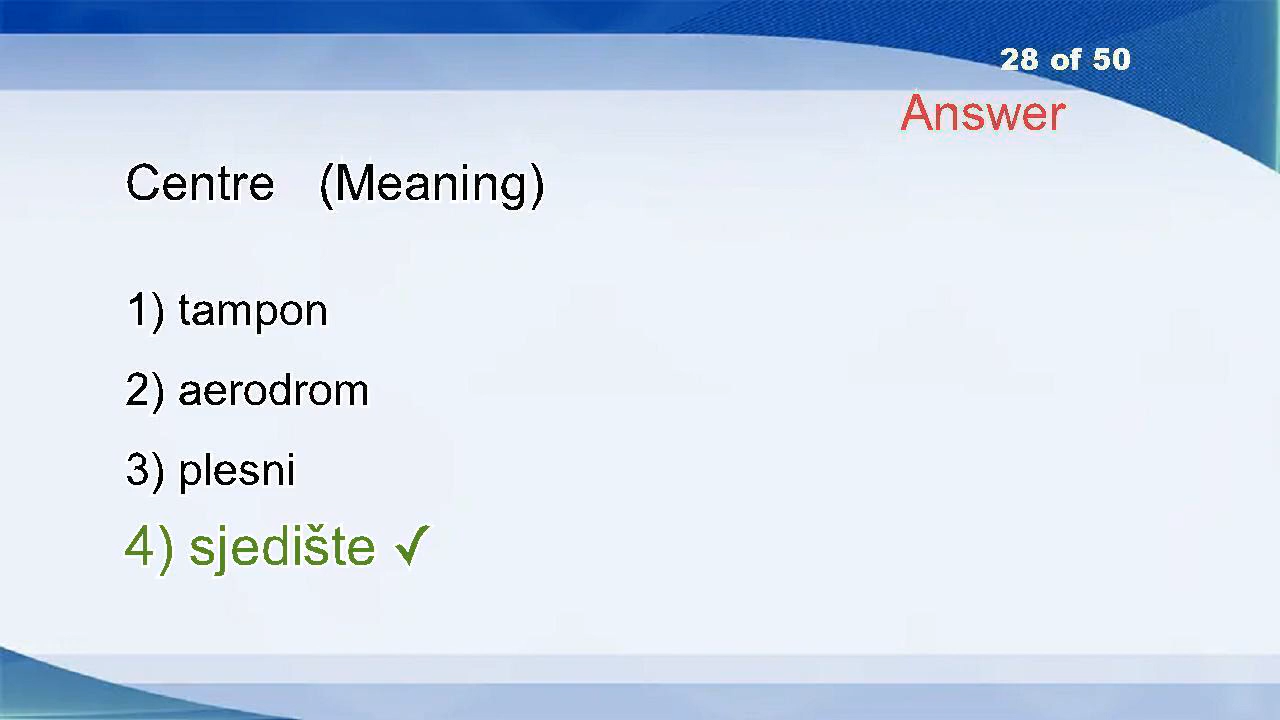 28 of 50
Answer
Centre (Meaning)
1) tampon
2) aerodrom
3) plesni
4) sjedište ✓